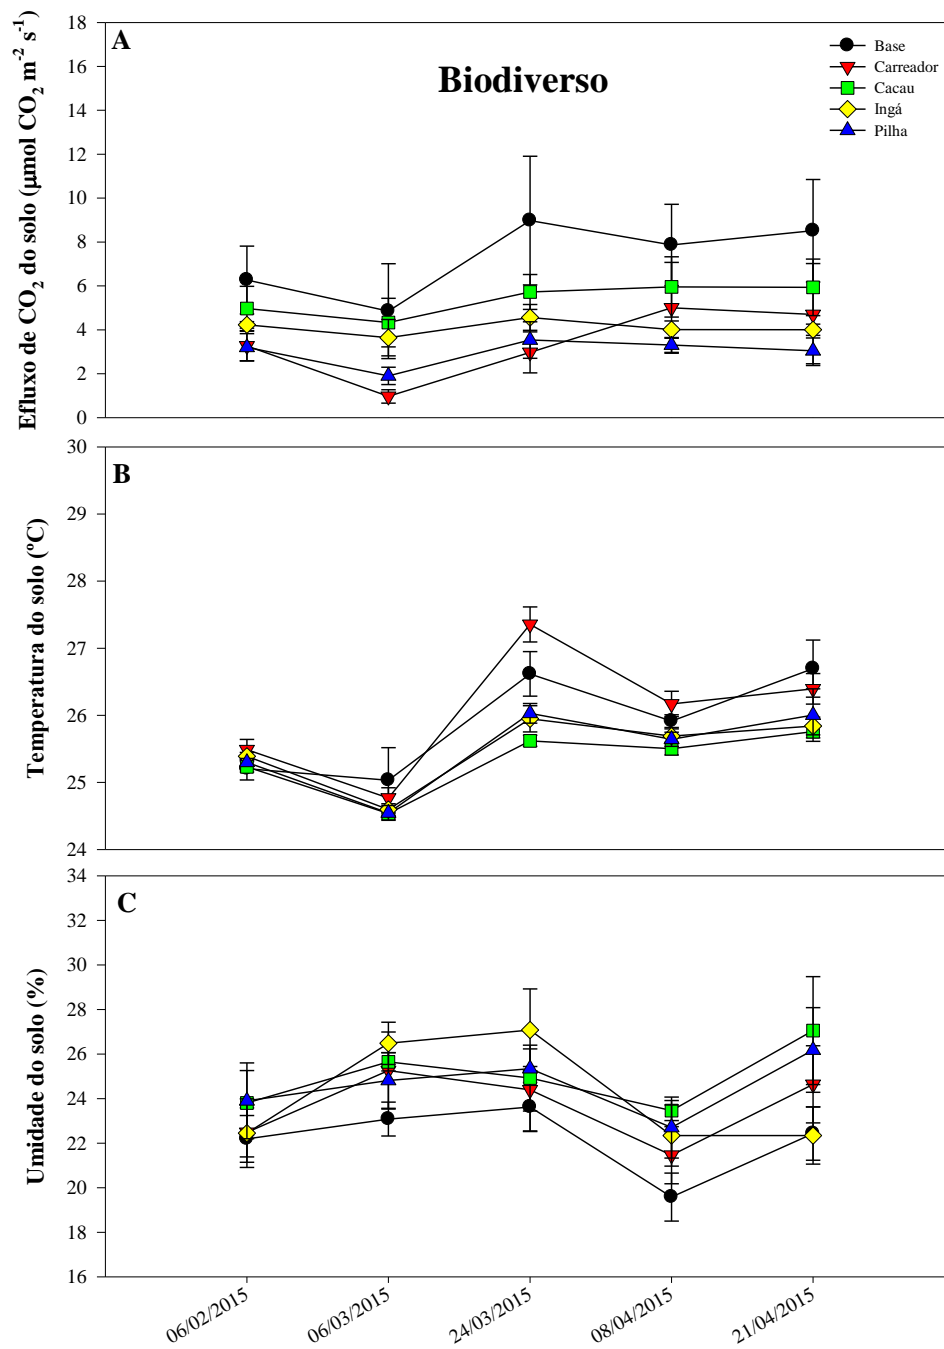 A
Biodiverso
Base
Carreador
Cacau
Ingá
Pilha
Efluxo de CO₂ do solo (µmol CO₂ m⁻² s⁻¹)
18
16
14
12
10
8
6
4
2
0
B
Temperatura do solo (ºC)
30
29
28
27
26
25
24
C
Umidade do solo (%)
34
32
30
28
26
24
22
20
18
16
06/02/2015
06/03/2015
24/03/2015
08/04/2015
21/04/2015